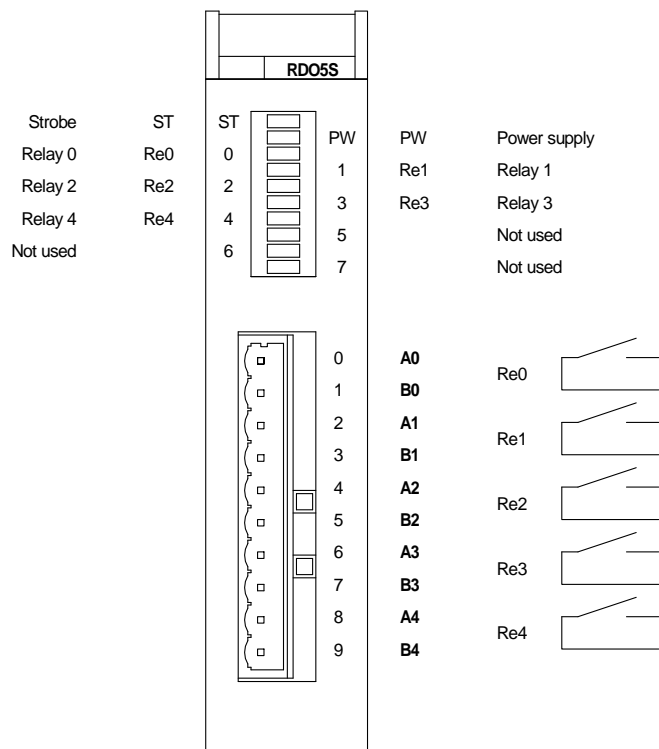 RDO5S
Strobe ST ST
PW PW Power supply
Relay 0 Re0 0
1 Re1 Relay 1
Relay 2 Re2 2
3 Re3 Relay 3
Relay 4 Re4 4
5 Not used
Not used 6
7 Not used
0 A0
Re0
1 B0
2 A1
Re1
3 B1
4 A2
Re2
5 B2
6 A3
Re3
7 B3
8 A4
Re4
9 B4